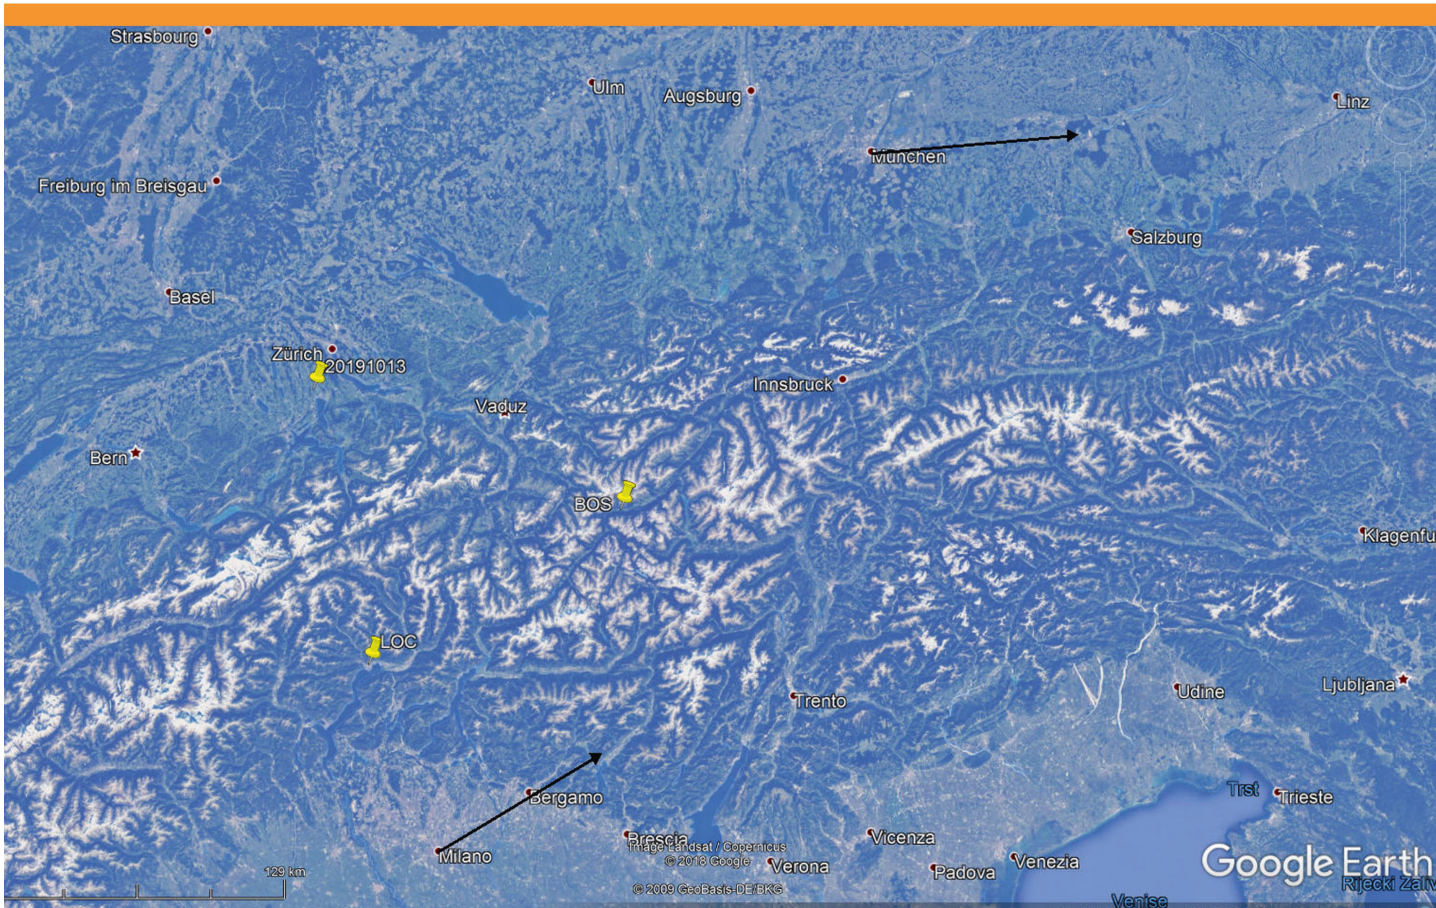 Strasbourg
Ulm
Augsburg
Linz
München
Freiburg im Breisgau
Salzburg
Basel
Zürich
20191013
Innsbruck
Vaduz
Bern
BOS
Klagenfu
LOC
Ljubljana
Udine
Trento
Trst
Trieste
Bergamo
Brescia
Vicenza
Milano
Image Landsat / Copernicus
© 2018 Google
Verona
Padova
Venezia
Google Earth
129 km
© 2009 GeoBasis-DE/BKG
Rijecki Zaliv
Venise